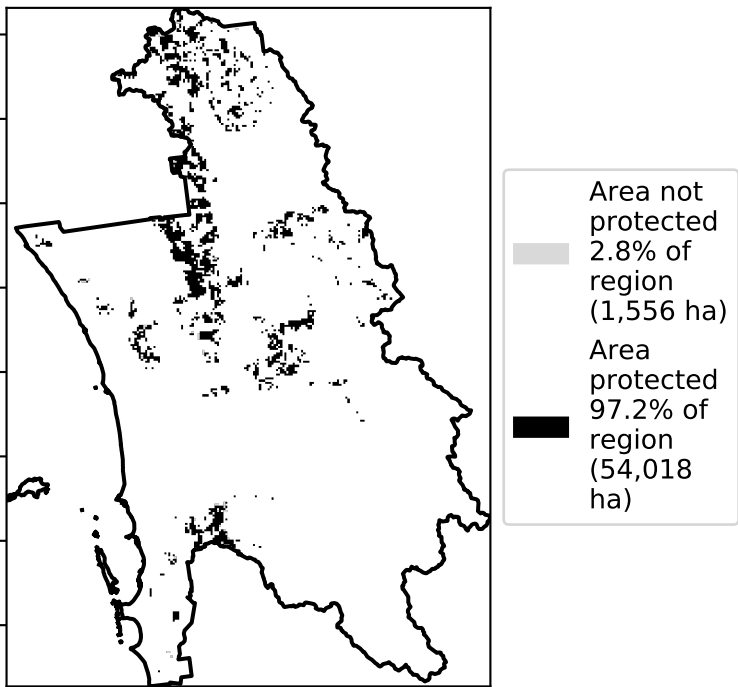 Area not
protected
2.8% of
region
(1,556 ha)
Area
protected
97.2% of
region
(54,018
ha)